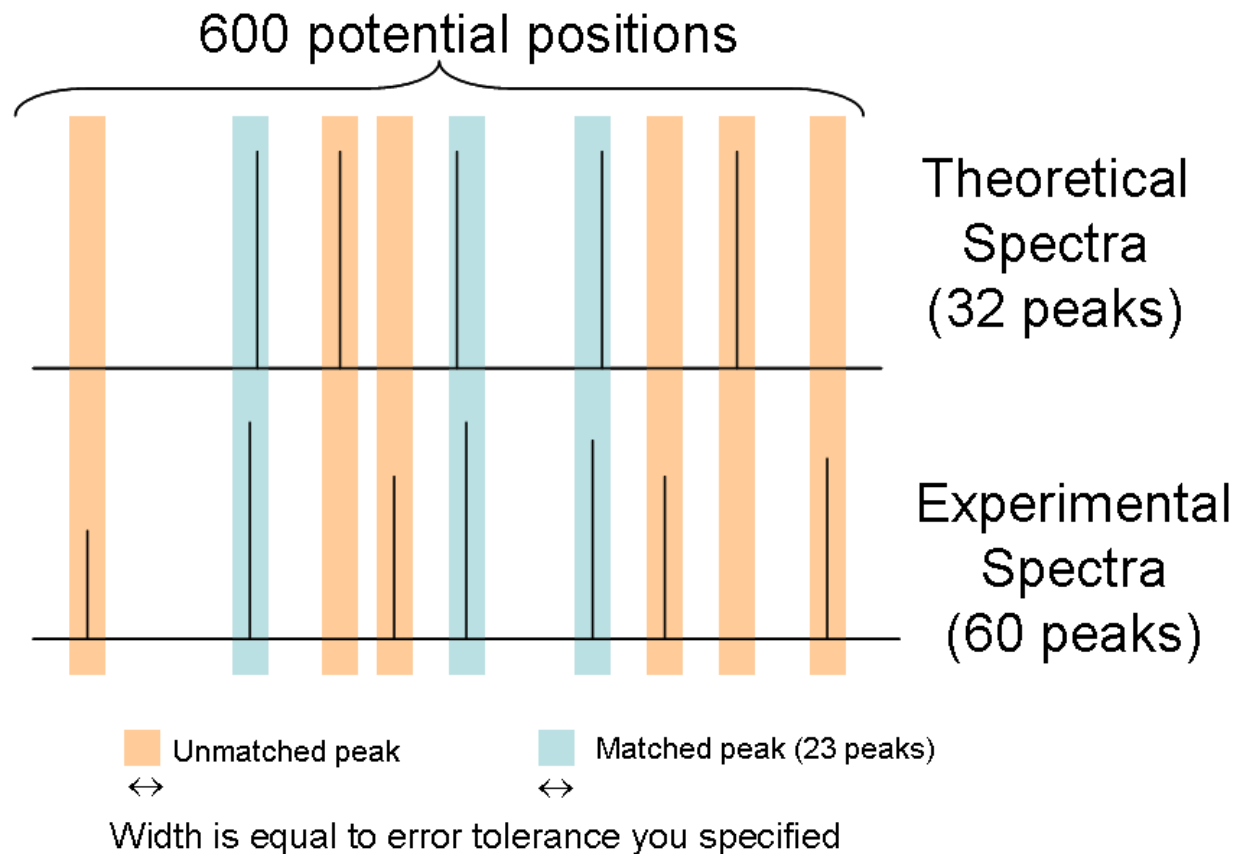 600 potential positions
Theoretical
Spectra
(32 peaks)
Experimental
Spectra
(60 peaks)
Unmatched peak
Matched peak (23 peaks)
Width is equal to error tolerance you specified